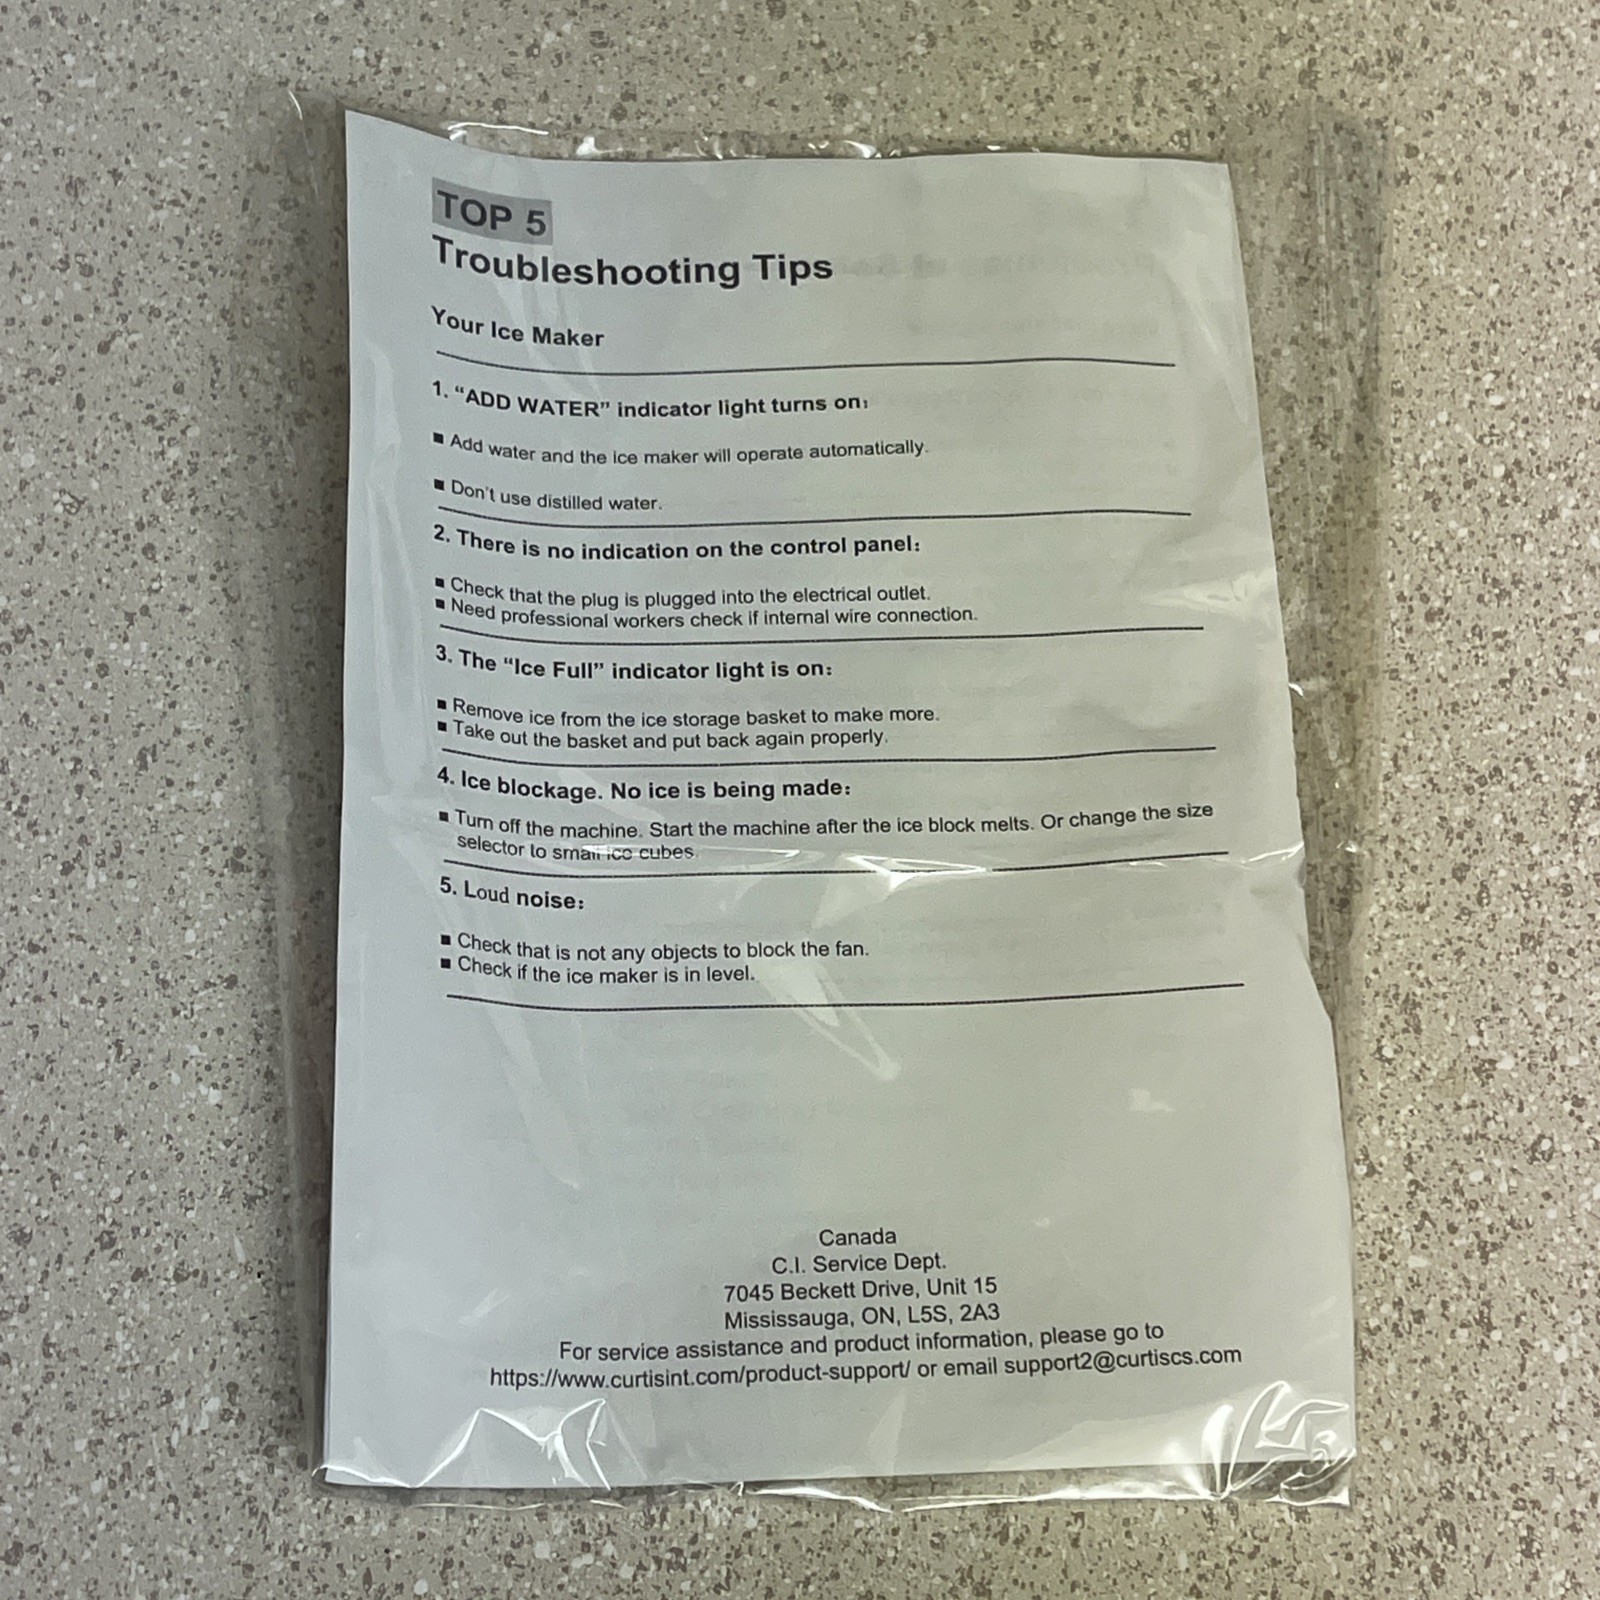 TOP 5
Troubleshooting Tips
Your Ice Maker
1. “ADD WATER” indicator light turns on:
■ Add water and the ice maker will operate automatically.
■ Don't use distilled water.
2. There is no indication on the control panel:
■ Check that the plug is plugged into the electrical outlet.
■ Need professional workers check if internal wire connection.
3. The “Ice Full” indicator light is on:
■ Remove ice from the ice storage basket to make more.
■ Take out the basket and put back again properly.
4. Ice blockage. No ice is being made:
■ Turn off the machine. Start the machine after the ice block melts. Or change the size
selector to small ice cubes.
5. Loud noise:
■ Check that is not any objects to block the fan.
■ Check if the ice maker is in level.
Canada
C.I. Service Dept.
7045 Beckett Drive, Unit 15
Mississauga, ON, L5S, 2A3
For service assistance and product information, please go to
https://www.curtisint.com/product-support/ or email support2@curtiscs.com